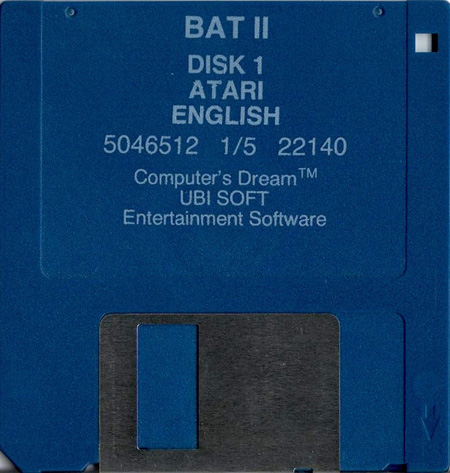 BAT II
DISK 1
ATARI
ENGLISH
5046512 1/5 22140
Computer's Dream™
UBI SOFT
Entertainment Software